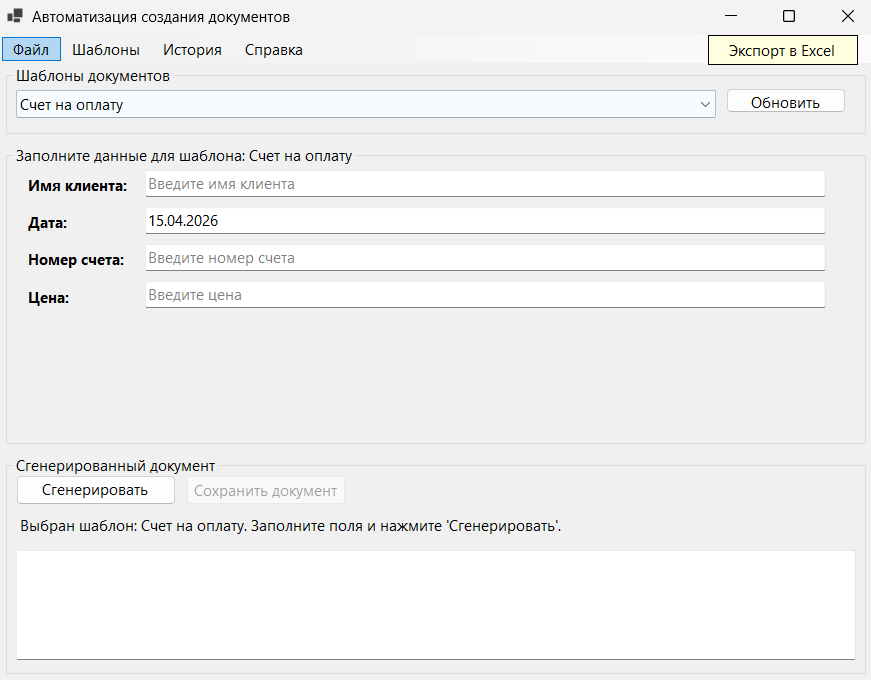 Автоматизация создания документов
Файл Шаблоны История Справка Экспорт в Excel
Шаблоны документов
Счет на оплату Обновить
Заполните данные для шаблона: Счет на оплату
Имя клиента: Введите имя клиента
Дата: 15.04.2026
Номер счета: Введите номер счета
Цена: Введите цена
Сгенерированный документ
Сгенерировать Сохранить документ
Выбран шаблон: Счет на оплату. Заполните поля и нажмите 'Сгенерировать'.